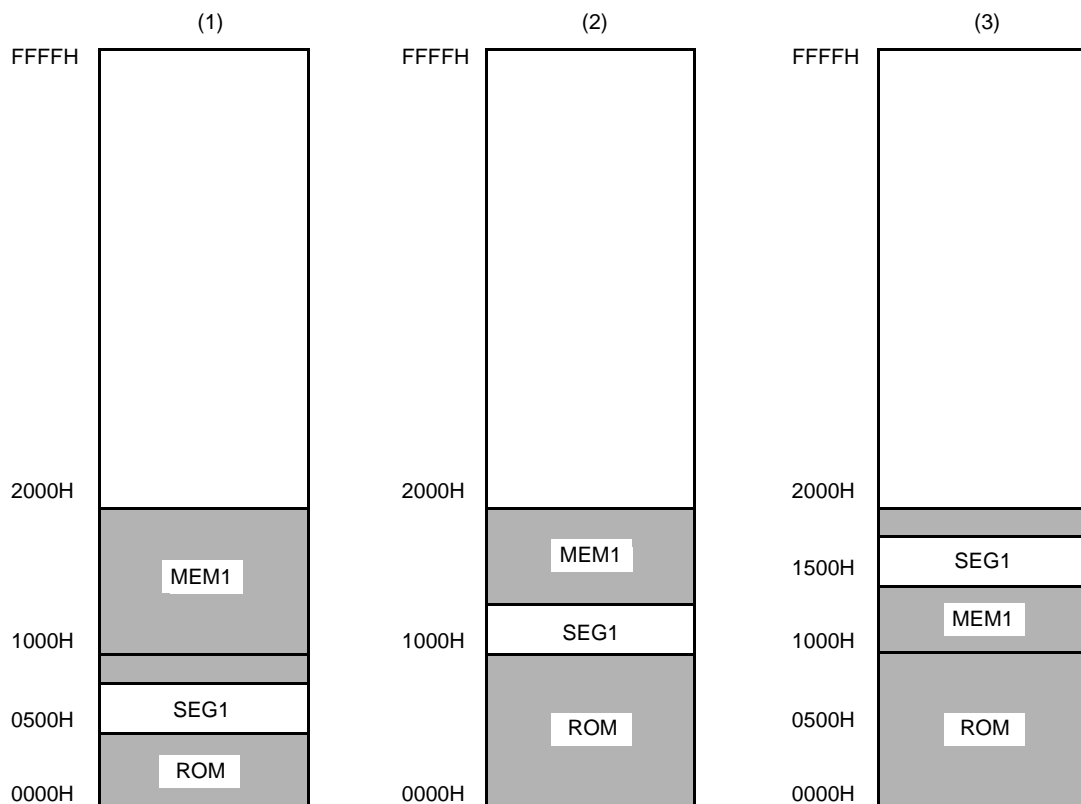 (1)
FFFFH
2000H
MEM1
1000H
SEG1
0500H
ROM
0000H
(2)
FFFFH
2000H
MEM1
1000H
SEG1
ROM
0000H
(3)
FFFFH
2000H
SEG1
1500H
MEM1
1000H
0500H
ROM
0000H